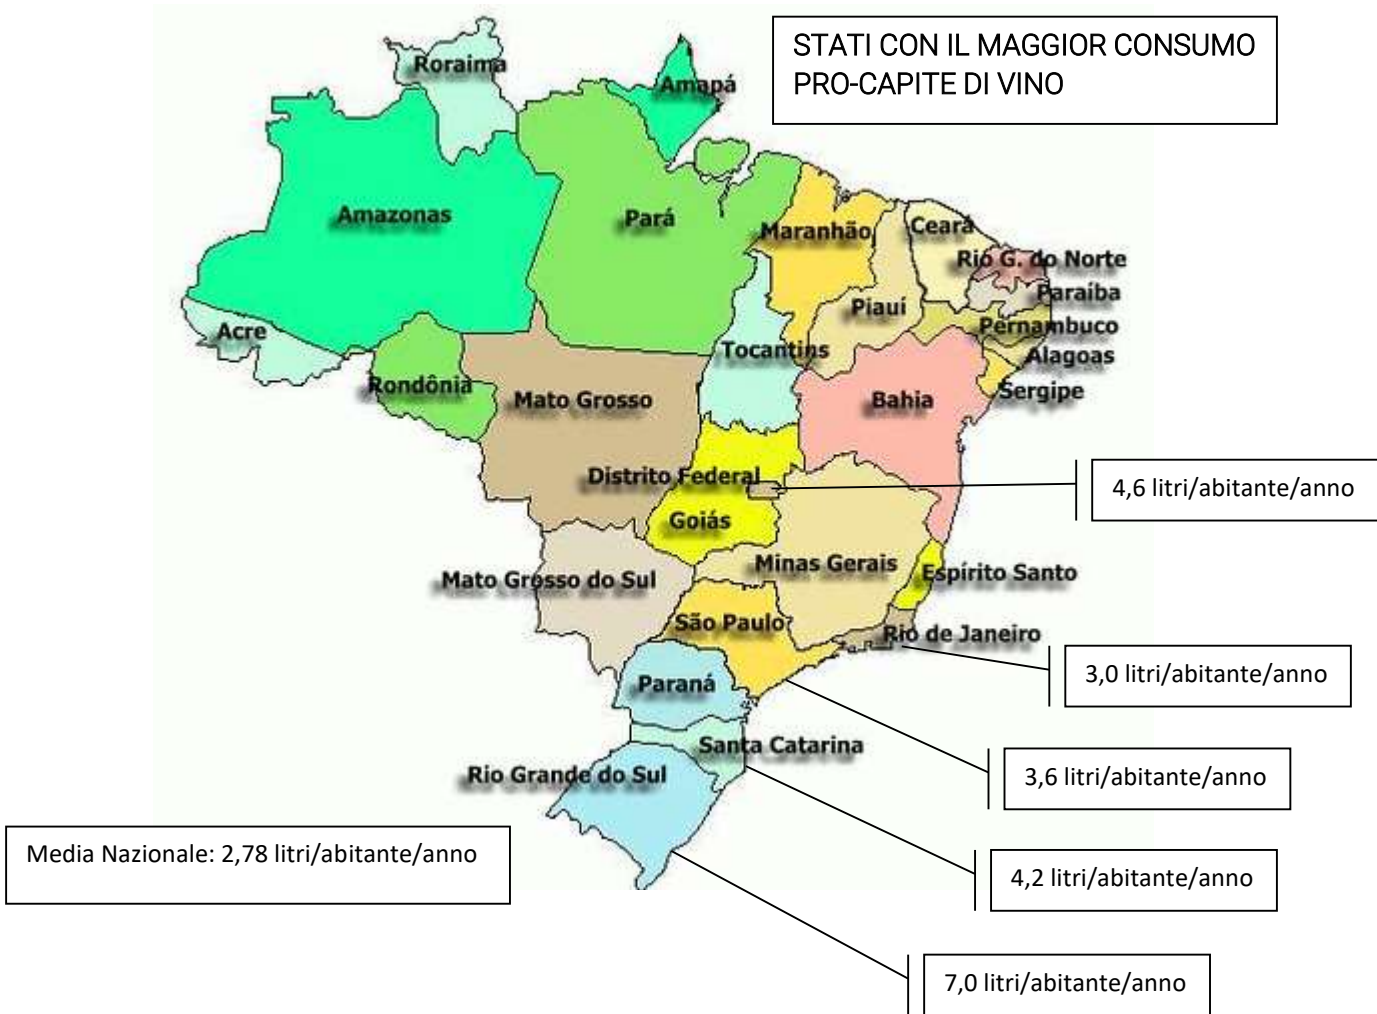 STATI CON IL MAGGIOR CONSUMO
PRO-CAPITE DI VINO
Roraima
Amapá
Amazonas
Pará
Maranhão
Ceará
Rio G. do Norte
Paraíba
Piauí
Pernambuco
Acre
Tocantins
Alagoas
Rondônia
Mato Grosso
Bahia
Sergipe
Distrito Federal
4,6 litri/abitante/anno
Goiás
Minas Gerais
Espírito Santo
Mato Grosso do Sul
São Paulo
Rio de Janeiro
3,0 litri/abitante/anno
Paraná
Santa Catarina
Rio Grande do Sul
3,6 litri/abitante/anno
Media Nazionale: 2,78 litri/abitante/anno
4,2 litri/abitante/anno
7,0 litri/abitante/anno